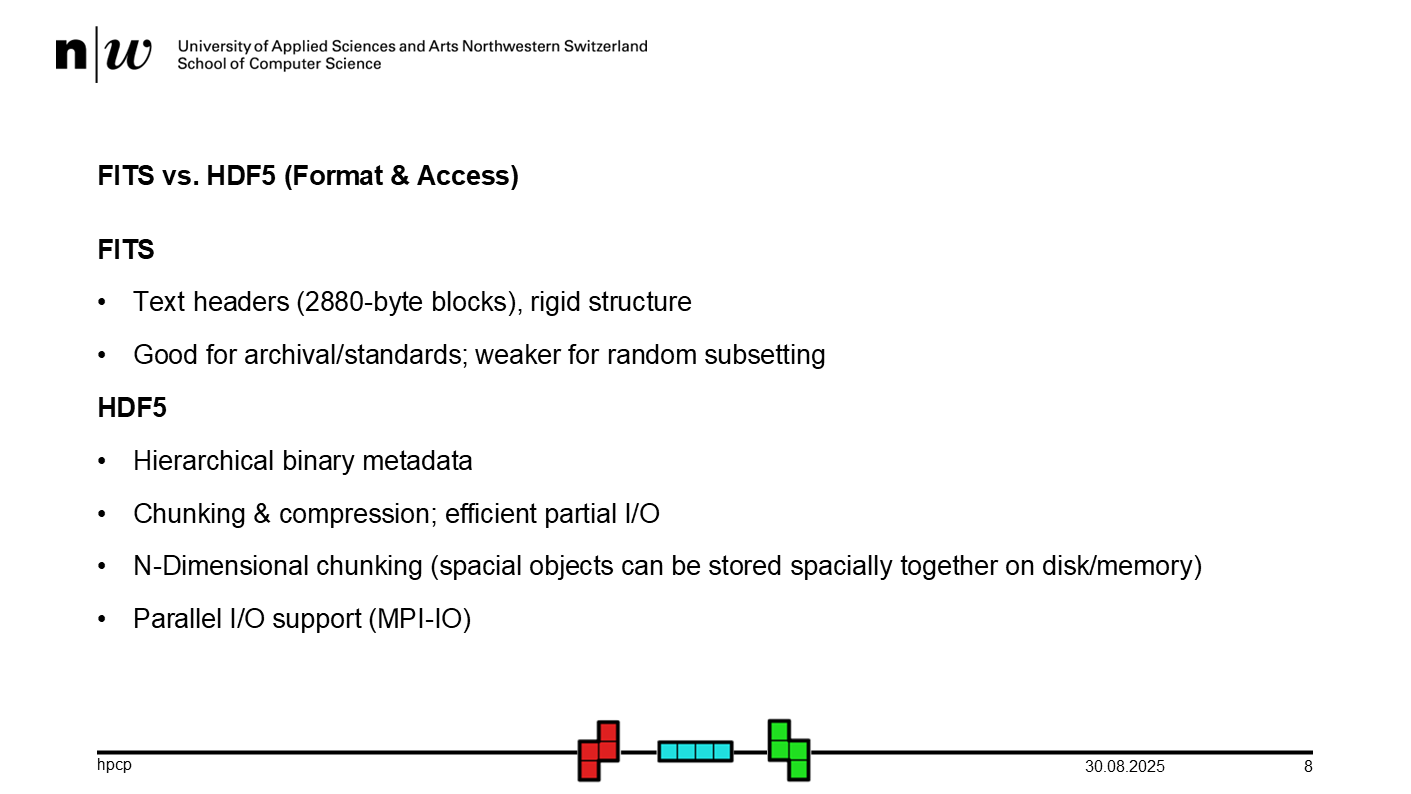 n|w University of Applied Sciences and Arts Northwestern Switzerland
School of Computer Science
FITS vs. HDF5 (Format & Access)
FITS
• Text headers (2880-byte blocks), rigid structure
• Good for archival/standards; weaker for random subsetting
HDF5
• Hierarchical binary metadata
• Chunking & compression; efficient partial I/O
• N-Dimensional chunking (spacial objects can be stored spacially together on disk/memory)
• Parallel I/O support (MPI-IO)
hpcp
30.08.2025
8